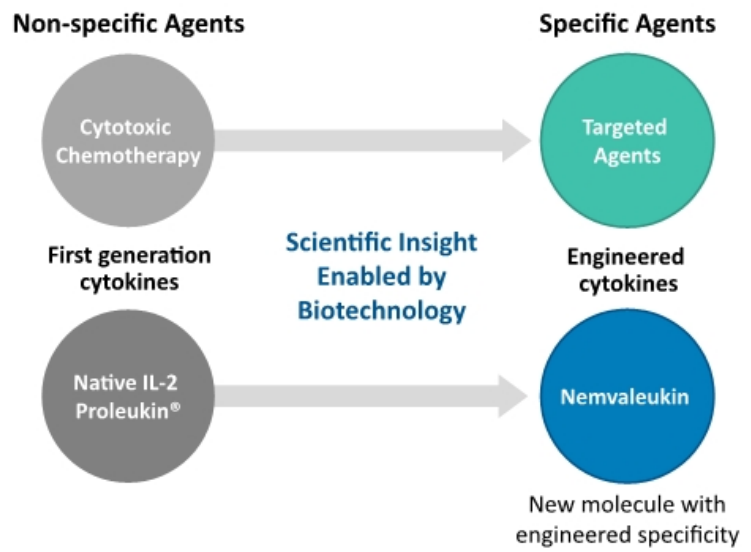 Non-specific Agents
Specific Agents
Cytotoxic
Chemotherapy
Targeted
Agents
First generation
cytokines
Scientific Insight
Enabled by
Biotechnology
Engineered
cytokines
Native IL-2
Proleukin®
Nemvaleukin
New molecule with
engineered specificity